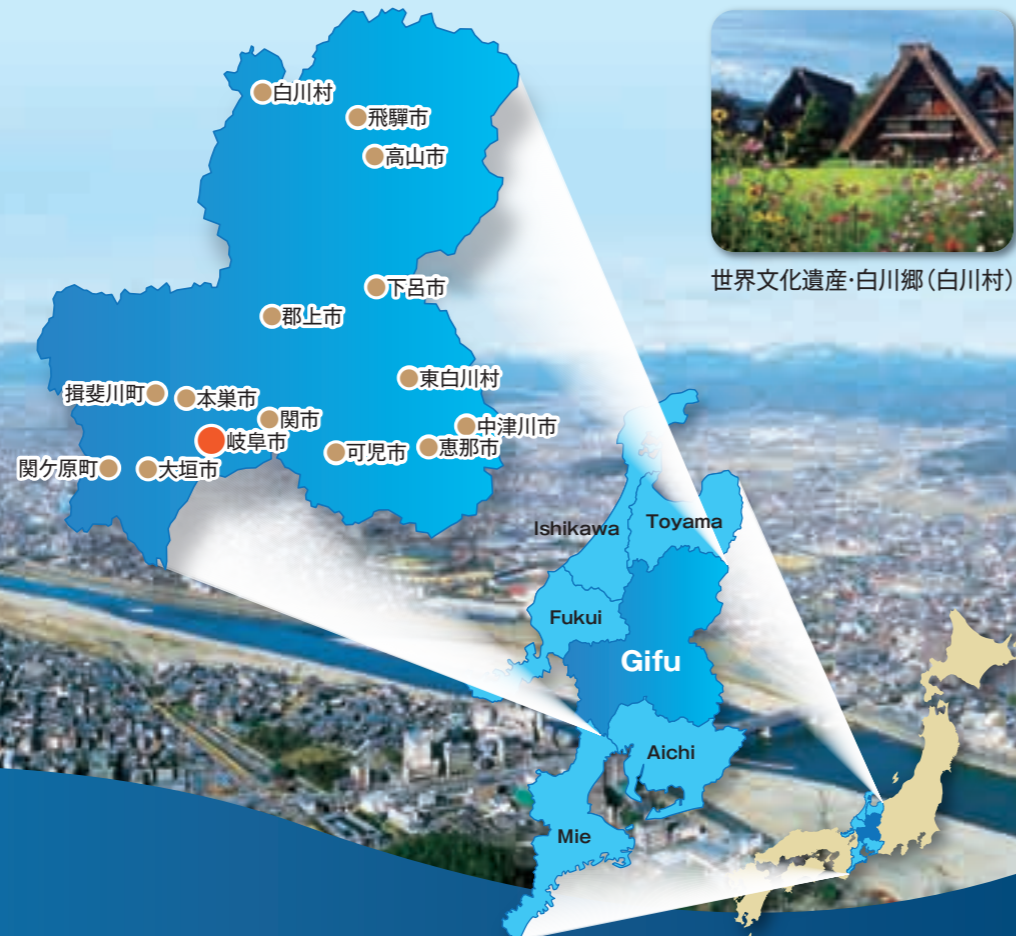 白川村
飛驒市
高山市
世界文化遺産・白川郷（白川村）
下呂市
郡上市
東白川村
揖斐川町
本巣市
関市
中津川市
岐阜市
可児市
恵那市
関ケ原町
大垣市
Ishikawa
Toyama
Fukui
Gifu
Aichi
Mie